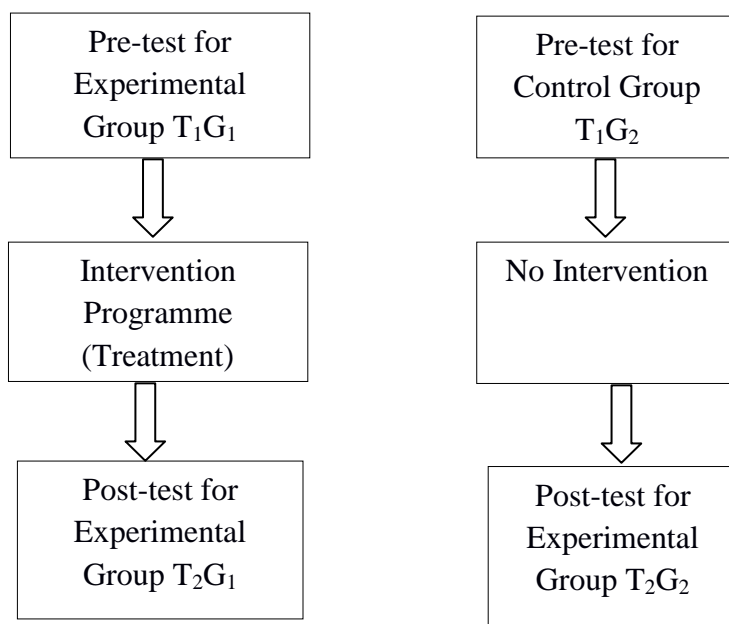 Pre-test for
Experimental
Group T₁G₁
Pre-test for
Control Group
T₁G₂
Intervention
Programme
(Treatment)
No Intervention
Post-test for
Experimental
Group T₂G₁
Post-test for
Experimental
Group T₂G₂